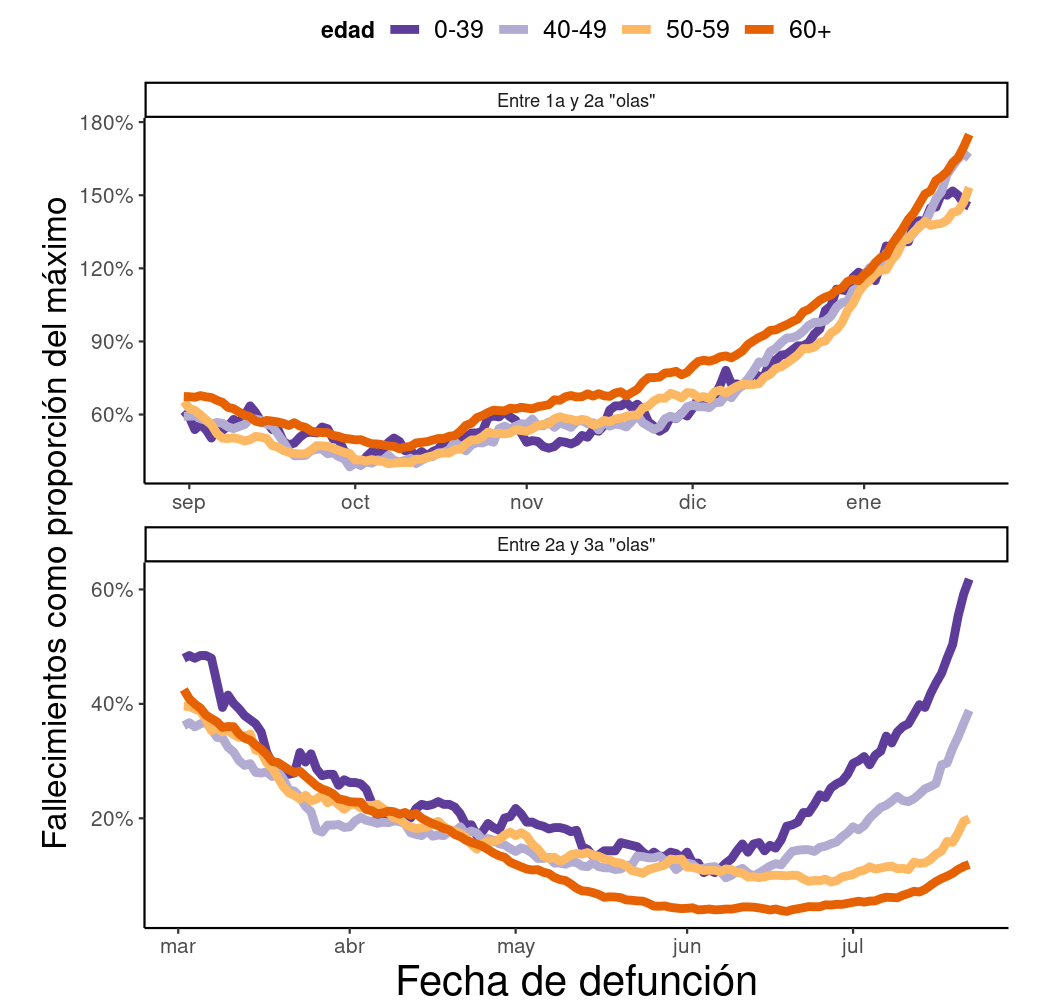 edad 0-39 40-49 50-59 60+
Entre 1a y 2a "olas"
180%
150%
120%
90%
60%
sep oct nov dic ene
Entre 2a y 3a "olas"
60%
40%
20%
mar abr may jun jul
Fecha de defunción
Fallecimientos como proporción del máximo